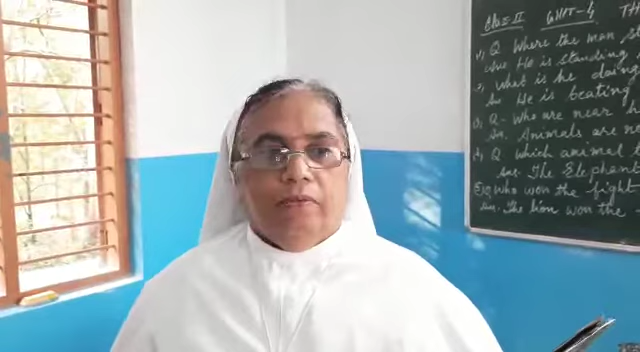 Class-II UNIT-4 TH
1) Q Where the man st
Ans He is standing
2) Q What is he doing
Ans He is beating
3) Q Who are near h
Ans Animals are n
4) Q Which animal t
Ans. The Elephant
5) Q Who won the fight
Ans. The lion won the